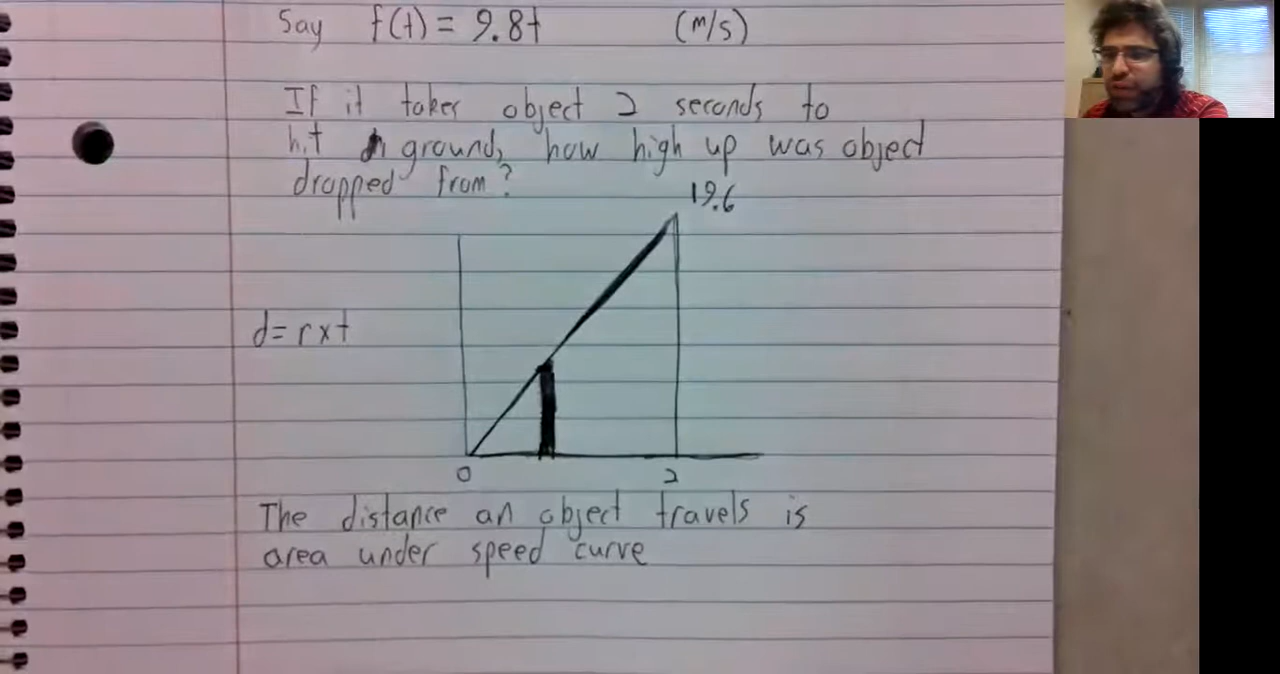 Say f(t) = 9.8t (m/s)
If it takes object 2 seconds to
hit ground, how high up was object
dropped from?
19.6
d = r x t
0 2
The distance an object travels is
area under speed curve